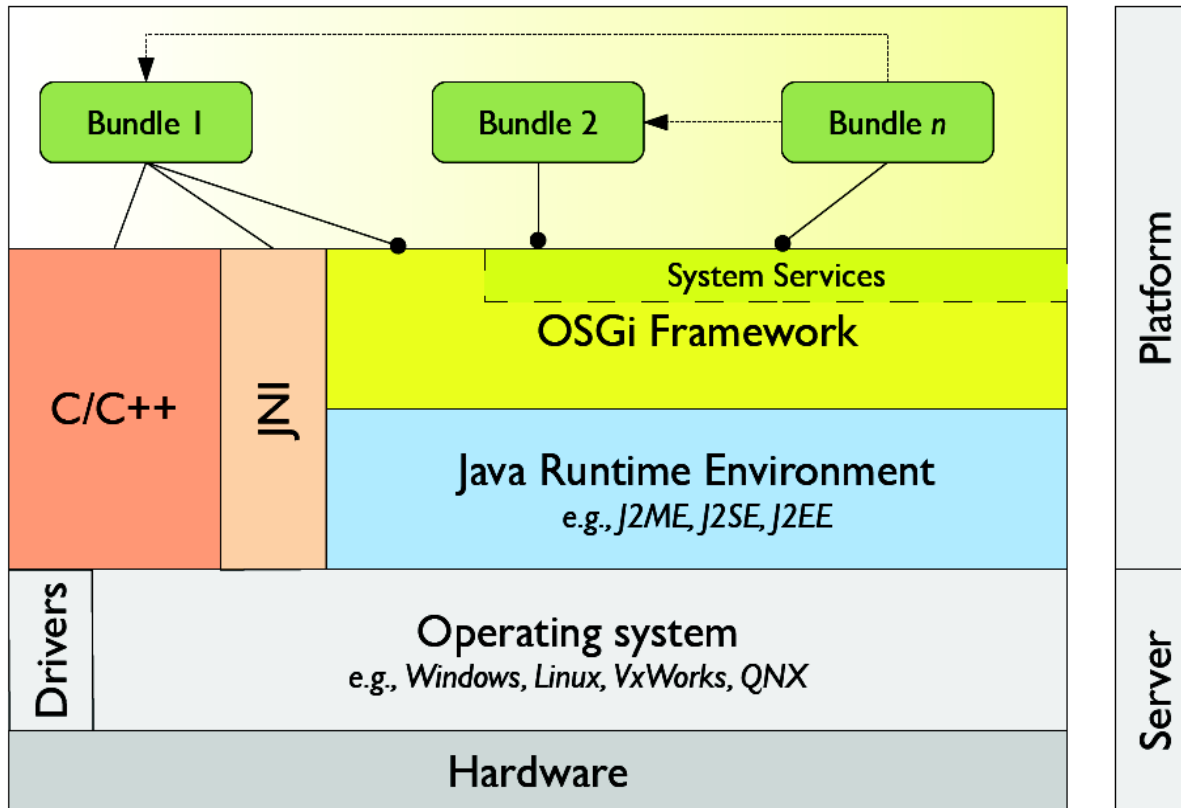 Bundle 1
Bundle 2
Bundle n
System Services
OSGi Framework
C/C++
JNI
Java Runtime Environment
e.g., J2ME, J2SE, J2EE
Drivers
Operating system
e.g., Windows, Linux, VxWorks, QNX
Hardware
Platform
Server